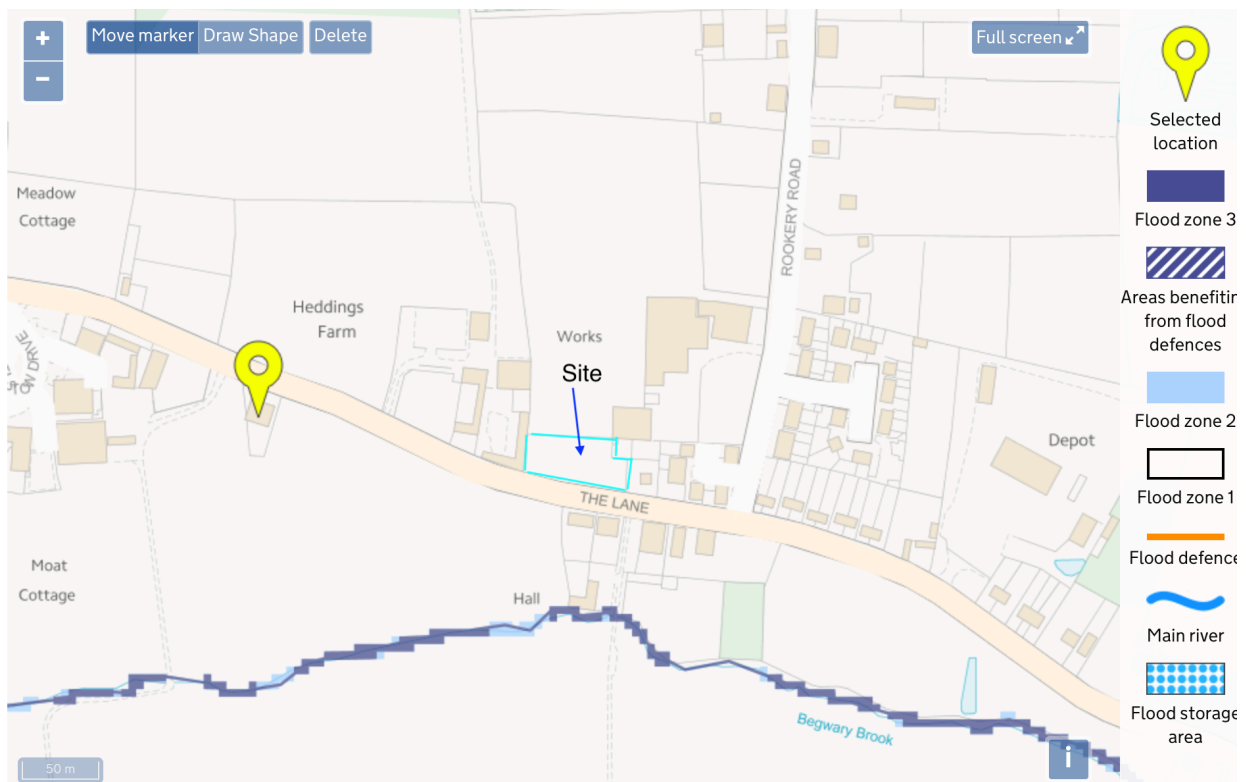 +
−
Move marker
Draw Shape
Delete
Full screen
Meadow
Cottage
Heddings
Farm
Works
Site
ROOKERY ROAD
OW DRIVE
THE LANE
Depot
Moat
Cottage
Hall
Begwary Brook
50 m
i
Selected
location
Flood zone 3
Areas benefitin
from flood
defences
Flood zone 2
Flood zone 1
Flood defence
Main river
Flood storage
area